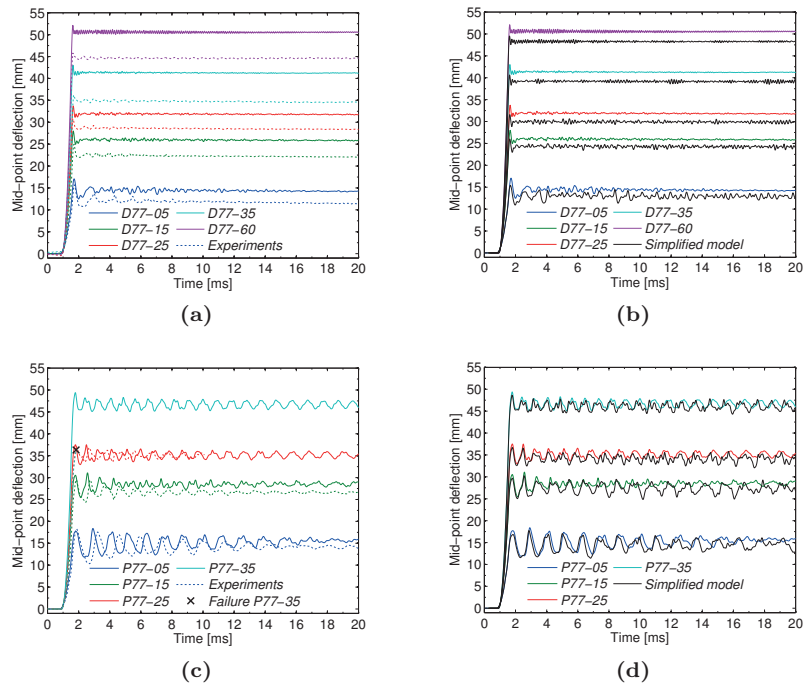 55
50
45
40
35
30
25
20
15
10
5
0
Mid−point deflection [mm]
D77−05
D77−35
D77−15
D77−60
D77−25
Experiments
0 2 4 6 8 10 12 14 16 18 20
Time [ms]
(a)
55
50
45
40
35
30
25
20
15
10
5
0
Mid−point deflection [mm]
D77−05
D77−35
D77−15
D77−60
D77−25
Simplified model
0 2 4 6 8 10 12 14 16 18 20
Time [ms]
(b)
55
50
45
40
35
30
25
20
15
10
5
0
Mid−point deflection [mm]
P77−05
P77−35
P77−15
Experiments
P77−25
Failure P77−35
0 2 4 6 8 10 12 14 16 18 20
Time [ms]
(c)
55
50
45
40
35
30
25
20
15
10
5
0
Mid−point deflection [mm]
P77−05
P77−35
P77−15
Simplified model
P77−25
0 2 4 6 8 10 12 14 16 18 20
Time [ms]
(d)